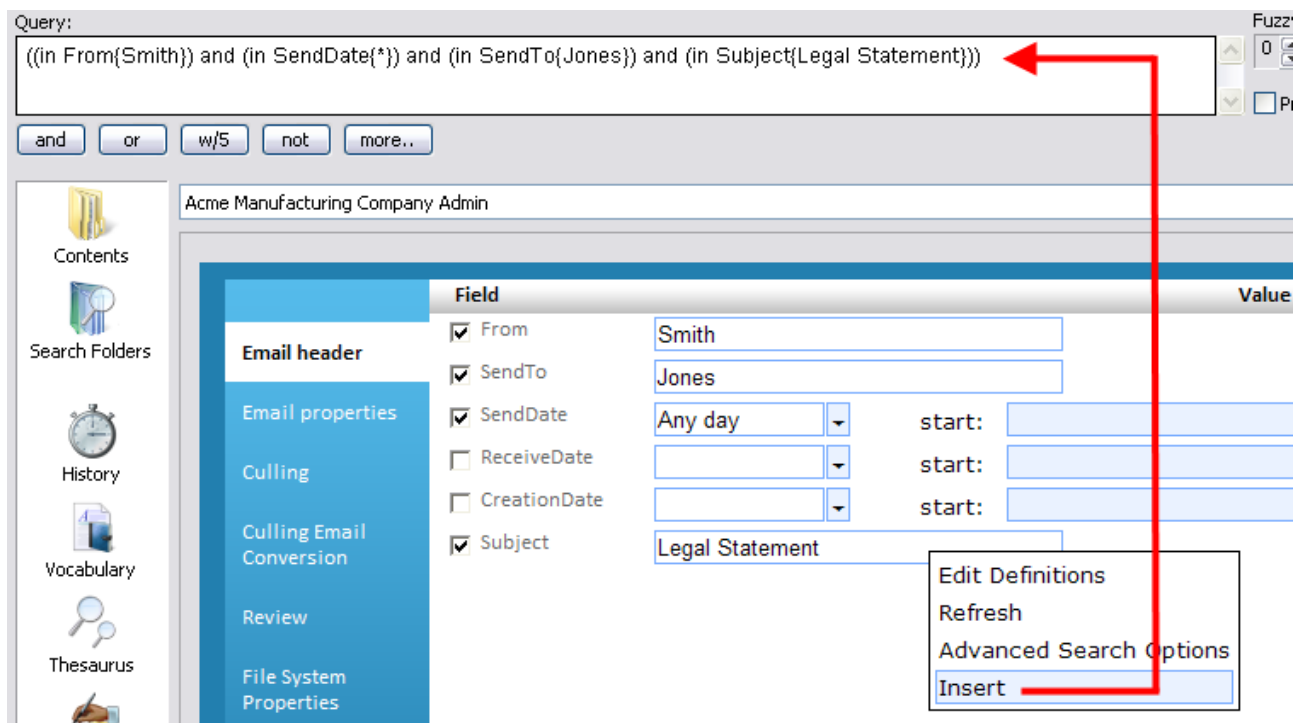 Query:
Fuzzy
((in From{Smith}) and (in SendDate{*}) and (in SendTo{Jones}) and (in Subject{Legal Statement}))
0
and or w/5 not more..
Acme Manufacturing Company Admin
Contents
Search Folders
History
Vocabulary
Thesaurus
Email header
Email properties
Culling
Culling Email
Conversion
Review
File System
Properties
Field Value
From Smith
SendTo Jones
SendDate Any day start:
ReceiveDate start:
CreationDate start:
Subject Legal Statement
Edit Definitions
Refresh
Advanced Search Options
Insert